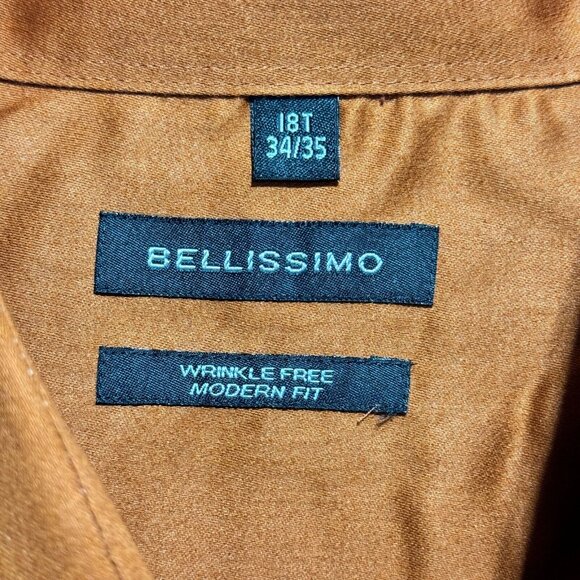 18T
34/35
BELLISSIMO
WRINKLE FREE
MODERN FIT